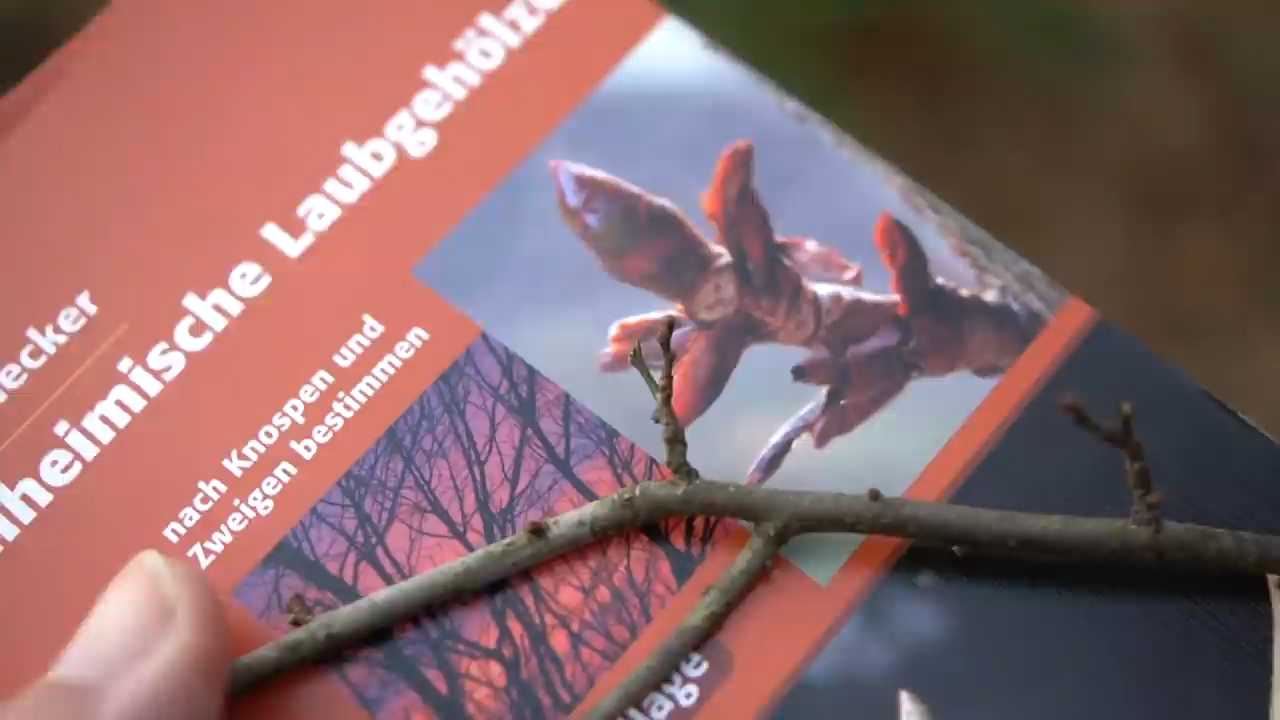 ecker
heimische Laubgehölze
nach Knospen und
Zweigen bestimmen
lage